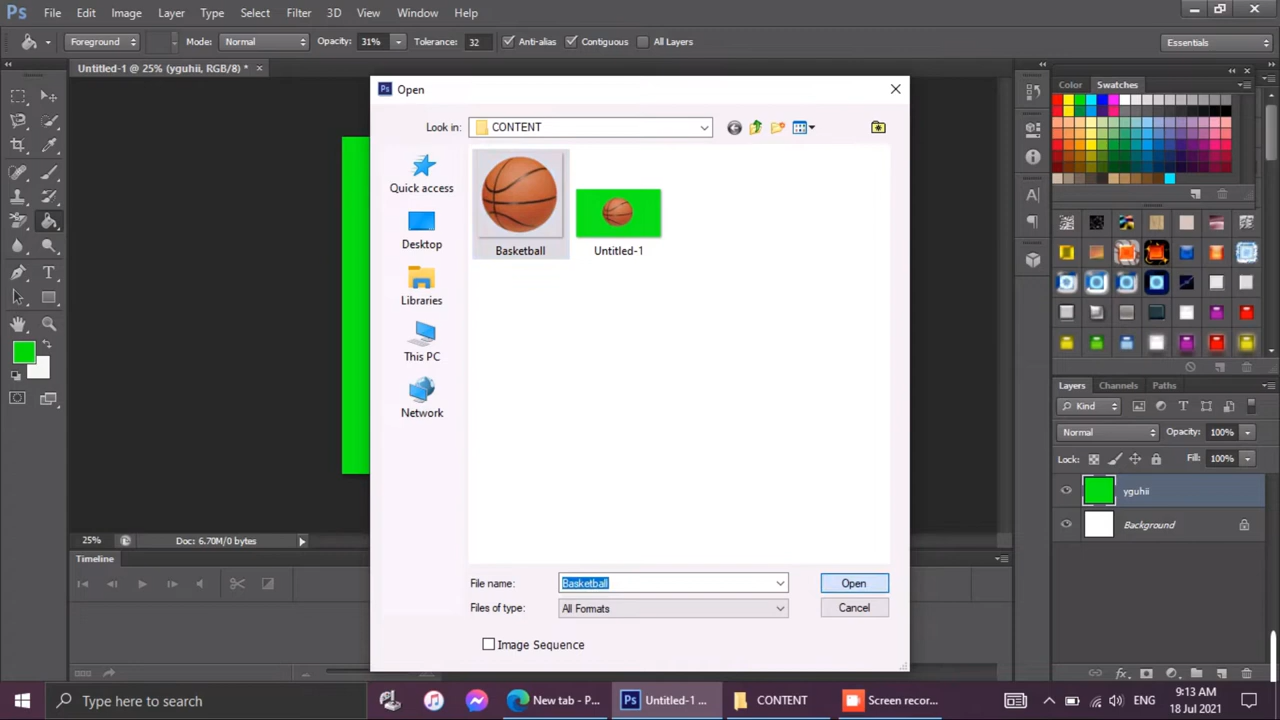 Ps File Edit Image Layer Type Select Filter 3D View Window Help
Foreground Mode: Normal Opacity: 31% Tolerance: 32 Anti-alias Contiguous All Layers Essentials
Untitled-1 @ 25% (yguhii, RGB/8) * ×
Ps Open
Color Swatches
Look in: CONTENT
Quick access
Desktop
Libraries
This PC
Network
Basketball Untitled-1
Layers Channels Paths
Kind
Normal Opacity: 100%
Lock: Fill: 100%
yguhii
Background
25% Doc: 6.70M/0 bytes
Timeline
File name: Basketball Open
Files of type: All Formats Cancel
Image Sequence
Type here to search
New tab - P...
Ps Untitled-1 ...
CONTENT
Screen recor...
ENG
9:13 AM
18 Jul 2021